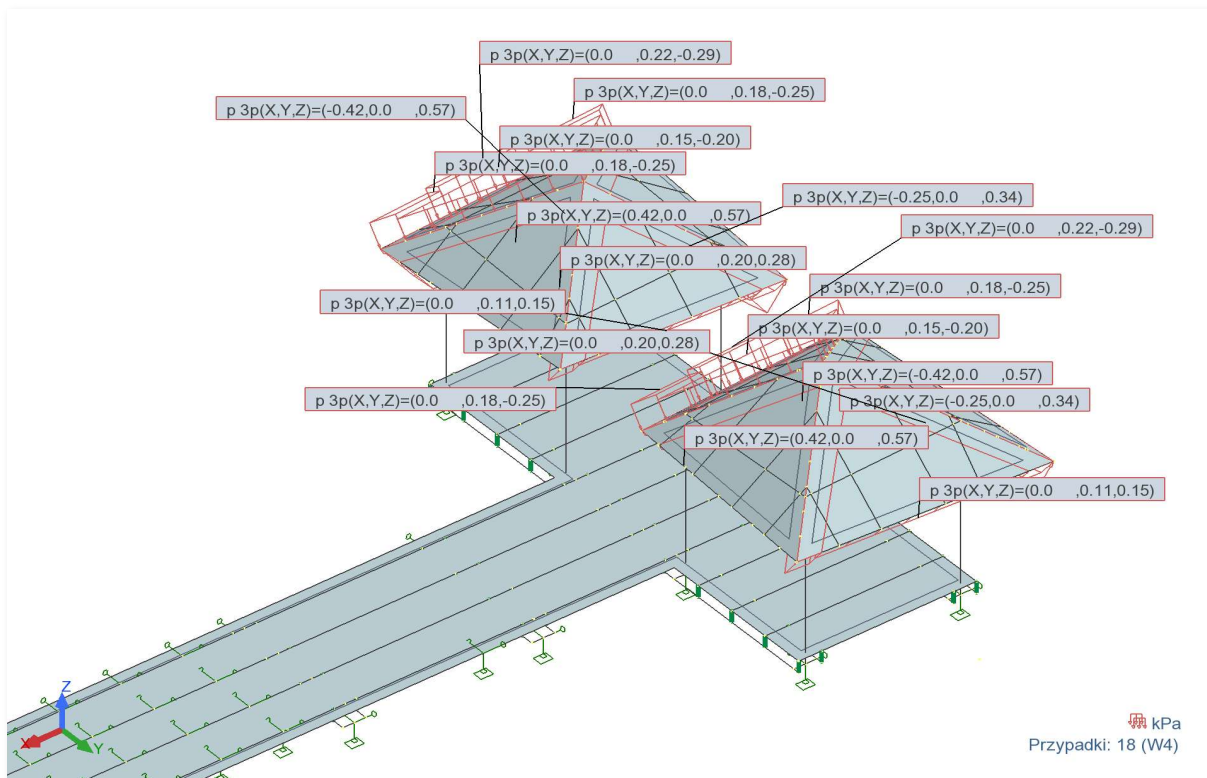 p 3p(X,Y,Z)=(0.0 ,0.22,-0.29)
p 3p(X,Y,Z)=(0.0 ,0.18,-0.25)
p 3p(X,Y,Z)=(-0.42,0.0 ,0.57)
p 3p(X,Y,Z)=(0.0 ,0.15,-0.20)
p 3p(X,Y,Z)=(0.0 ,0.18,-0.25)
p 3p(X,Y,Z)=(-0.25,0.0 ,0.34)
p 3p(X,Y,Z)=(0.42,0.0 ,0.57)
p 3p(X,Y,Z)=(0.0 ,0.22,-0.29)
p 3p(X,Y,Z)=(0.0 ,0.20,0.28)
p 3p(X,Y,Z)=(0.0 ,0.18,-0.25)
p 3p(X,Y,Z)=(0.0 ,0.11,0.15)
p 3p(X,Y,Z)=(0.0 ,0.15,-0.20)
p 3p(X,Y,Z)=(0.0 ,0.20,0.28)
p 3p(X,Y,Z)=(-0.42,0.0 ,0.57)
p 3p(X,Y,Z)=(0.0 ,0.18,-0.25)
p 3p(X,Y,Z)=(-0.25,0.0 ,0.34)
p 3p(X,Y,Z)=(0.42,0.0 ,0.57)
p 3p(X,Y,Z)=(0.0 ,0.11,0.15)
Z
X
Y
kPa
Przypadki: 18 (W4)